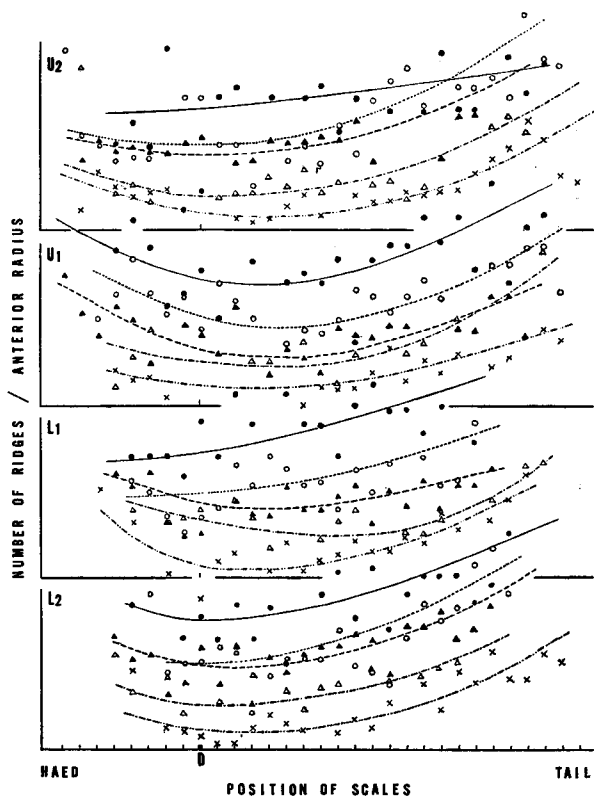 U2
U1
L1
L2
NUMBER OF RIDGES / ANTERIOR RADIUS
D
HAED
TAIL
POSITION OF SCALES